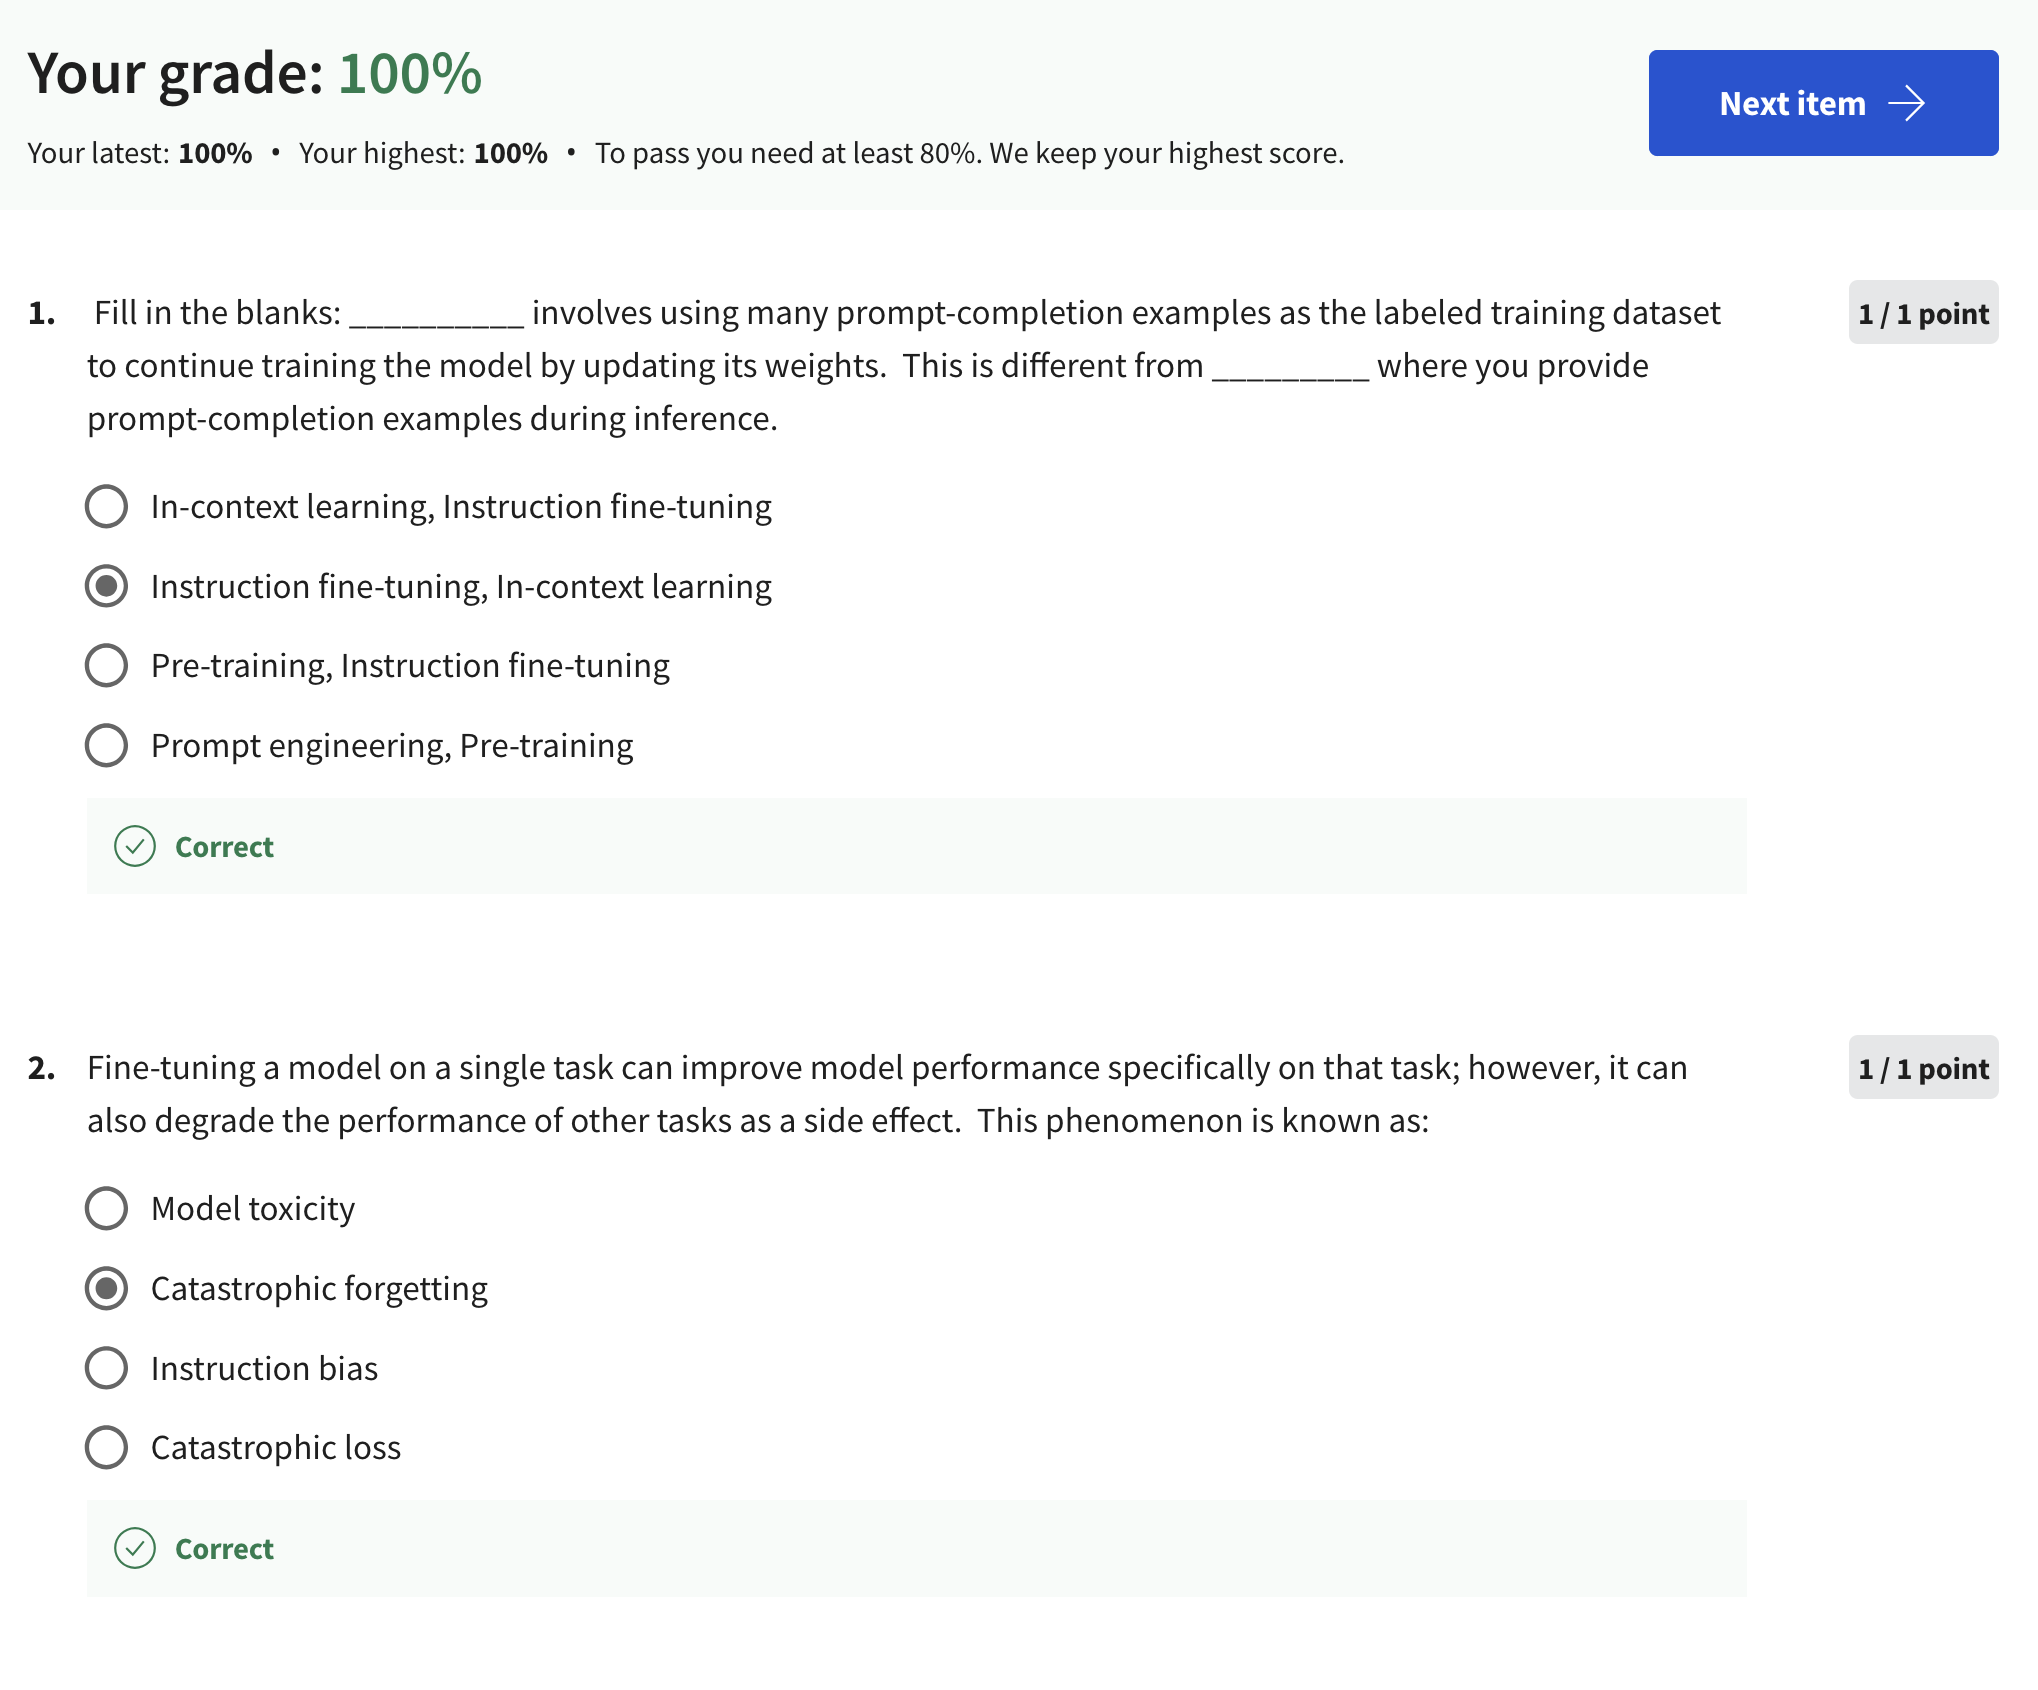 Your grade: 100%
Next item
Your latest: 100% • Your highest: 100% • To pass you need at least 80%. We keep your highest score.
1. Fill in the blanks: __________ involves using many prompt-completion examples as the labeled training dataset
1 / 1 point
to continue training the model by updating its weights.  This is different from _________ where you provide
prompt-completion examples during inference.
In-context learning, Instruction fine-tuning
Instruction fine-tuning, In-context learning
Pre-training, Instruction fine-tuning
Prompt engineering, Pre-training
Correct
2. Fine-tuning a model on a single task can improve model performance specifically on that task; however, it can
1 / 1 point
also degrade the performance of other tasks as a side effect.  This phenomenon is known as:
Model toxicity
Catastrophic forgetting
Instruction bias
Catastrophic loss
Correct